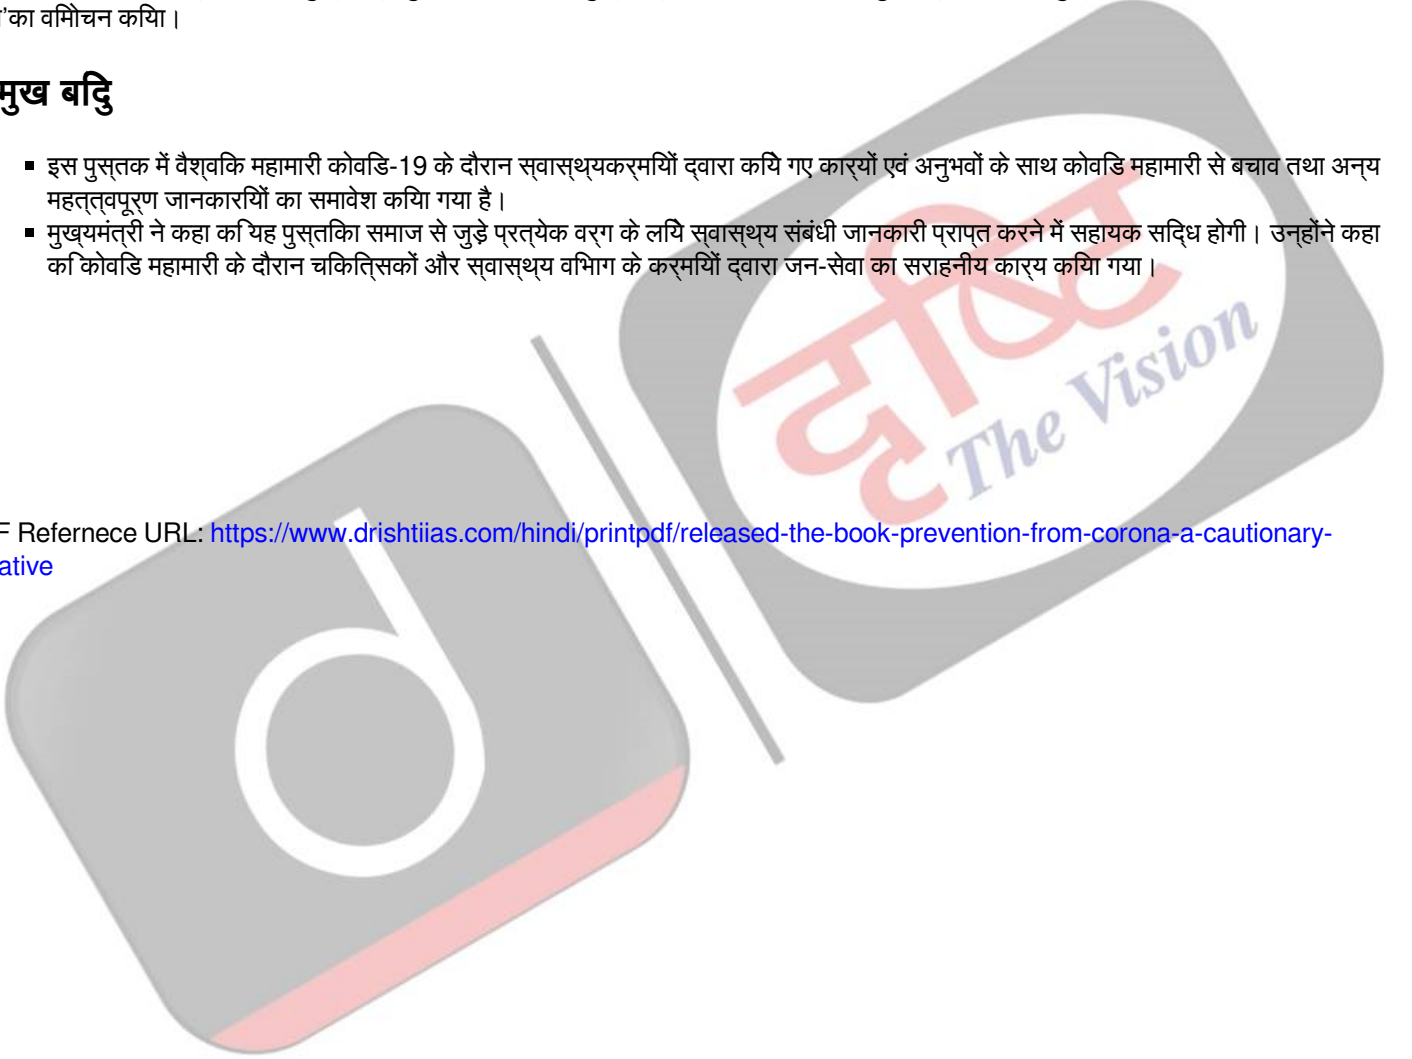 'का विमोचन किया।
मुख बिंदु
▪ इस पुस्तक में वैश्विक महामारी कोविड-19 के दौरान स्वास्थ्यकर्मियों द्वारा किये गए कार्यों एवं अनुभवों के साथ कोविड महामारी से बचाव तथा अन्य
महत्त्वपूर्ण जानकारियों का समावेश किया गया है।
▪ मुख्यमंत्री ने कहा कि यह पुस्तिका समाज से जुड़े प्रत्येक वर्ग के लिये स्वास्थ्य संबंधी जानकारी प्राप्त करने में सहायक सिद्ध होगी। उन्होंने कहा
कि कोविड महामारी के दौरान चिकित्सकों और स्वास्थ्य विभाग के कर्मियों द्वारा जन-सेवा का सराहनीय कार्य किया गया।
दृष्टि
The Vision
F Refernece URL: https://www.drishtiias.com/hindi/printpdf/released-the-book-prevention-from-corona-a-cautionary-
ative
d